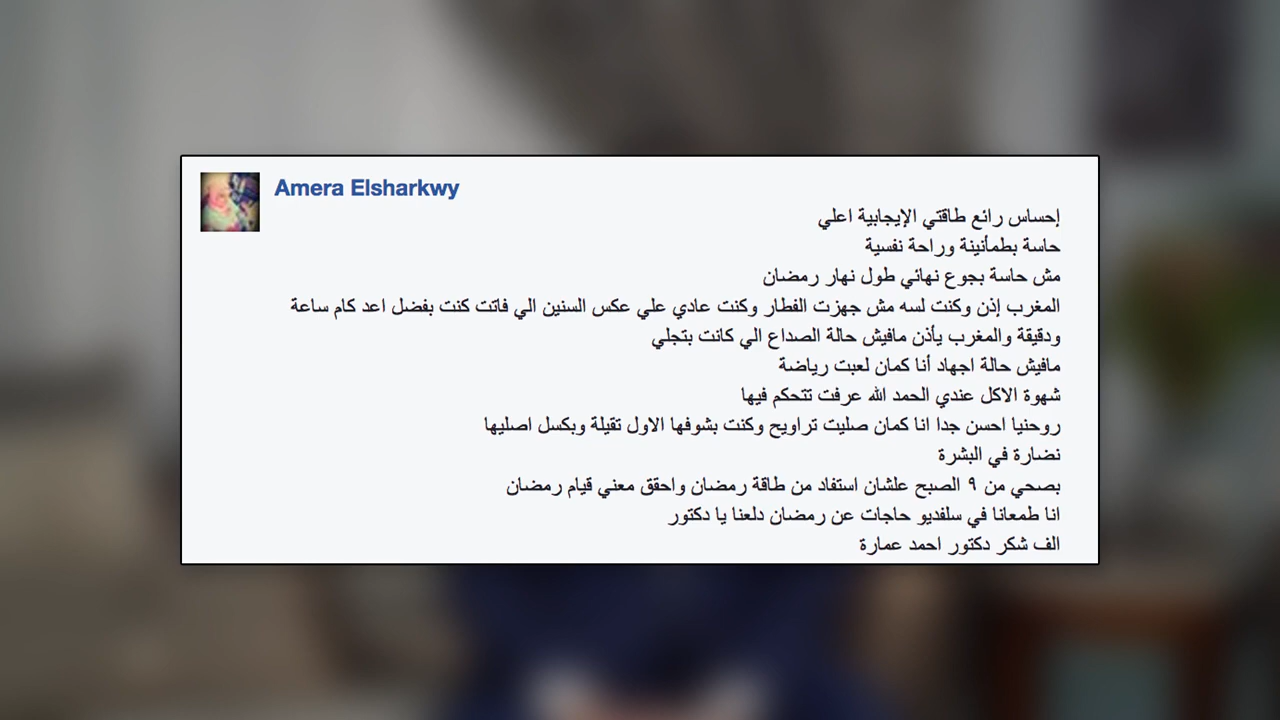 Amera Elsharkwy
إحساس رائع طاقتي الإيجابية اعلي
حاسة بطمأنينة وراحة نفسية
مش حاسة بجوع نهائي طول نهار رمضان
المغرب إذن وكنت لسه مش جهزت الفطار وكنت عادي علي عكس السنين الي فاتت كنت بفضل اعد كام ساعة
ودقيقة والمغرب يأذن مافيش حالة الصداع الي كانت بتجلي
مافيش حالة اجهاد أنا كمان لعبت رياضة
شهوة الاكل عندي الحمد الله عرفت تتحكم فيها
روحنيا احسن جدا انا كمان صليت تراويح وكنت بشوفها الاول تقيلة وبكسل اصليها
نضارة في البشرة
بصحي من ٩ الصبح علشان استفاد من طاقة رمضان واحقق معني قيام رمضان
انا طمعانا في سلفديو حاجات عن رمضان دلعنا يا دكتور
الف شكر دكتور احمد عمارة